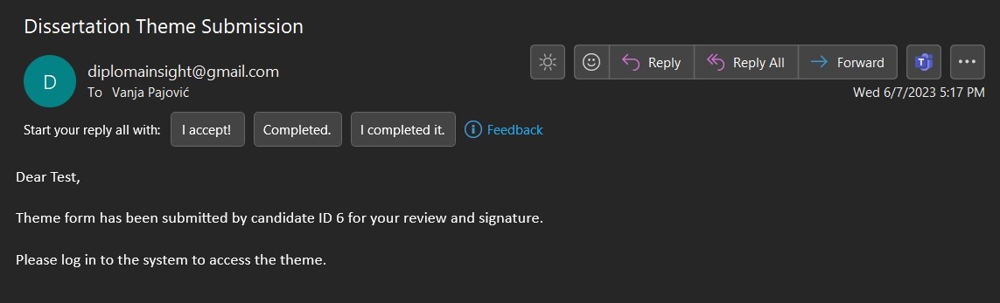 Dissertation Theme Submission
D
diplomainsight@gmail.com
To Vanja Pajović
Reply
Reply All
Forward
Wed 6/7/2023 5:17 PM
Start your reply all with: I accept! Completed. I completed it. Feedback
Dear Test,
Theme form has been submitted by candidate ID 6 for your review and signature.
Please log in to the system to access the theme.